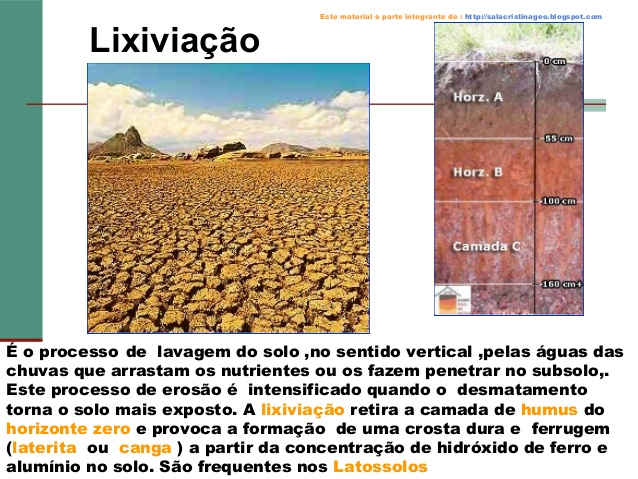 Este material é parte integrante de : http://salacristinageo.blogspot.com
Lixiviação
0 cm
Horz. A
55 cm
Horz. B
100 cm
Camada C
160 cm+
É o processo de lavagem do solo ,no sentido vertical ,pelas águas das
chuvas que arrastam os nutrientes ou os fazem penetrar no subsolo,.
Este processo de erosão é intensificado quando o desmatamento
torna o solo mais exposto. A lixiviação retira a camada de humus do
horizonte zero e provoca a formação de uma crosta dura e ferrugem
(laterita ou canga ) a partir da concentração de hidróxido de ferro e
alumínio no solo. São frequentes nos Latossolos